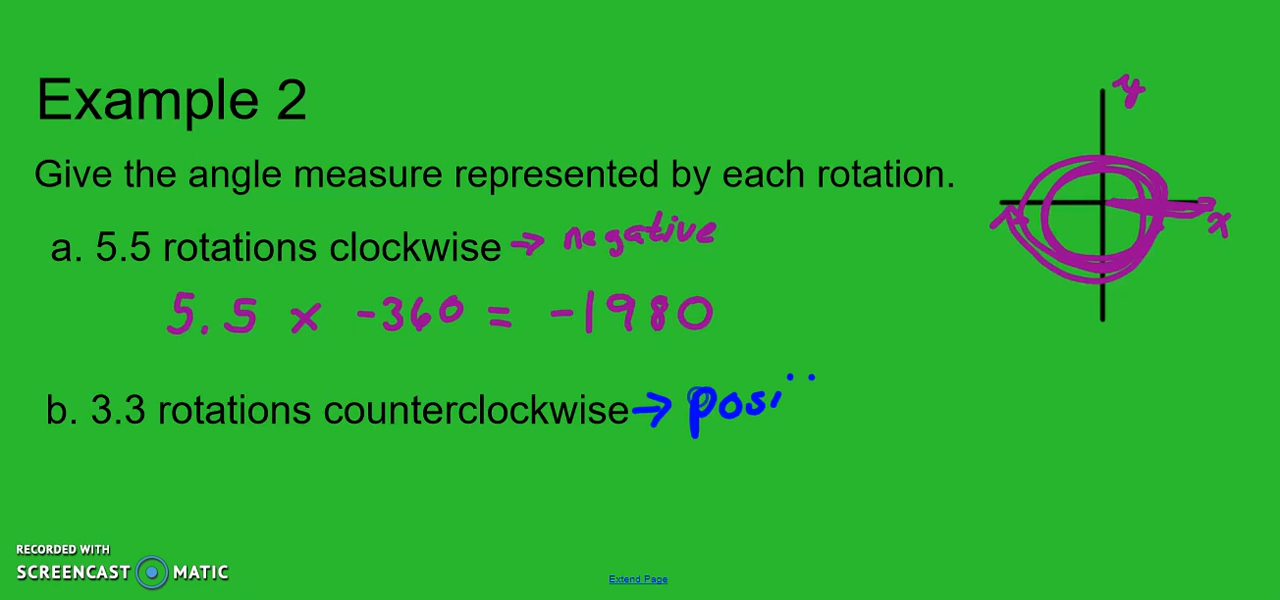 y
Example 2
Give the angle measure represented by each rotation.
x
a. 5.5 rotations clockwise → negative
5.5 x -360 = -1980
b. 3.3 rotations counterclockwise → posi
RECORDED WITH
SCREENCAST MATIC
Extend Page